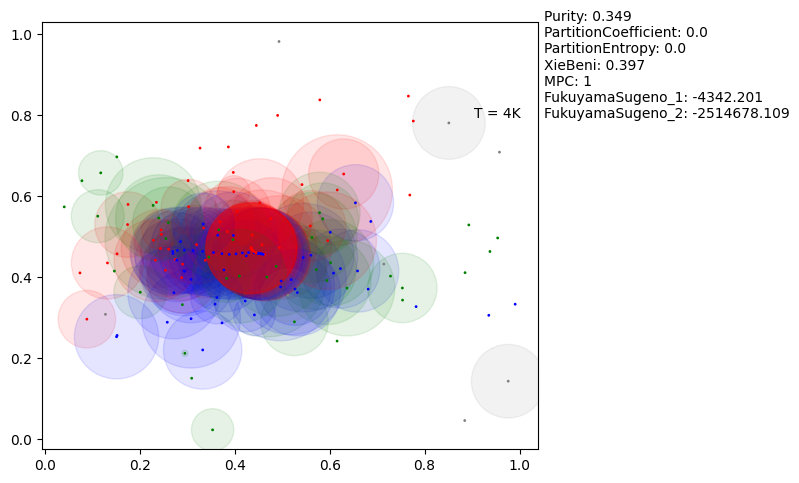 Purity: 0.349
PartitionCoefficient: 0.0
PartitionEntropy: 0.0
XieBeni: 0.397
MPC: 1
FukuyamaSugeno_1: -4342.201
FukuyamaSugeno_2: -2514678.109
T = 4K
1.0
0.8
0.6
0.4
0.2
0.0
0.0 0.2 0.4 0.6 0.8 1.0